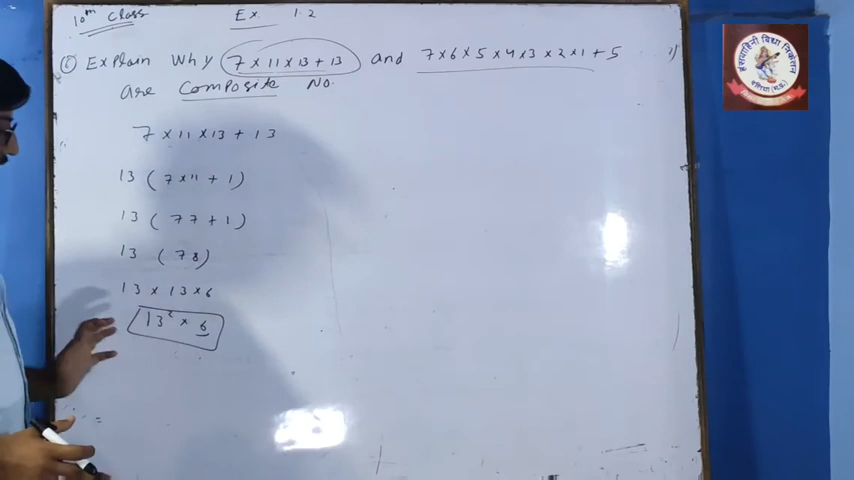 10th Class Ex. 1.2
(6) Explain Why 7 × 11 × 13 + 13 and 7 × 6 × 5 × 4 × 3 × 2 × 1 + 5
are Composite No.
7 × 11 × 13 + 13
13 ( 7 × 11 + 1 )
13 ( 77 + 1 )
13 ( 78 )
13 × 13 × 6
13² × 6
हंसवाहिनी विद्या निकेतन